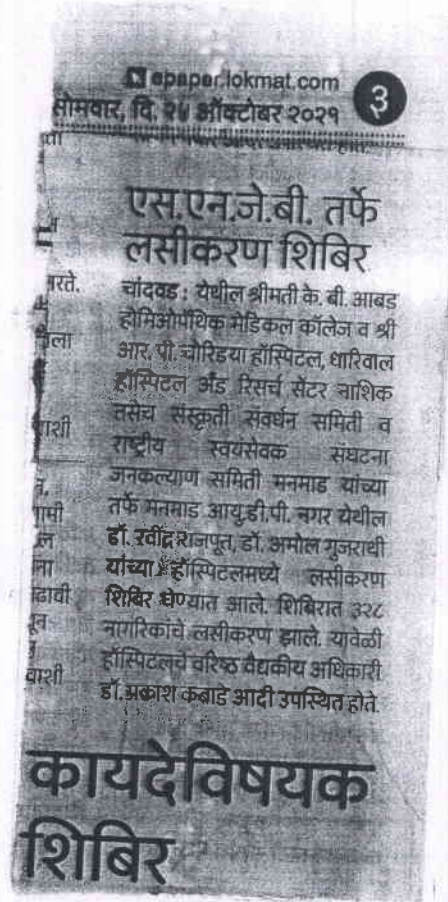 epaper.lokmat.com
३
सोमवार, दि. २५ ऑक्टोबर २०२१
एस.एन.जे.बी. तर्फे
लसीकरण शिबिर
चांदवड : येथील श्रीमती के. बी. आबड
होमिओपॅथिक मेडिकल कॉलेज व श्री
आर. पी. चोरडिया हॉस्पिटल, धारिवाल
हॉस्पिटल अँड रिसर्च सेंटर नाशिक
तसेच संस्कृती संवर्धन समिती व
राष्ट्रीय स्वयंसेवक संघटना
जनकल्याण समिती मनमाड यांच्या
तर्फे मनमाड आयु.डी.पी. नगर येथील
डॉ. रवींद्र राजपूत, डॉ. अमोल गुजराथी
यांच्या हॉस्पिटलमध्ये लसीकरण
शिबिर घेण्यात आले. शिबिरात ३२८
नागरिकांचे लसीकरण झाले. यावेळी
हॉस्पिटलचे वरिष्ठ वैद्यकीय अधिकारी
डॉ. प्रकाश कबाडे आदी उपस्थित होते.
कायदेविषयक
शिबिर